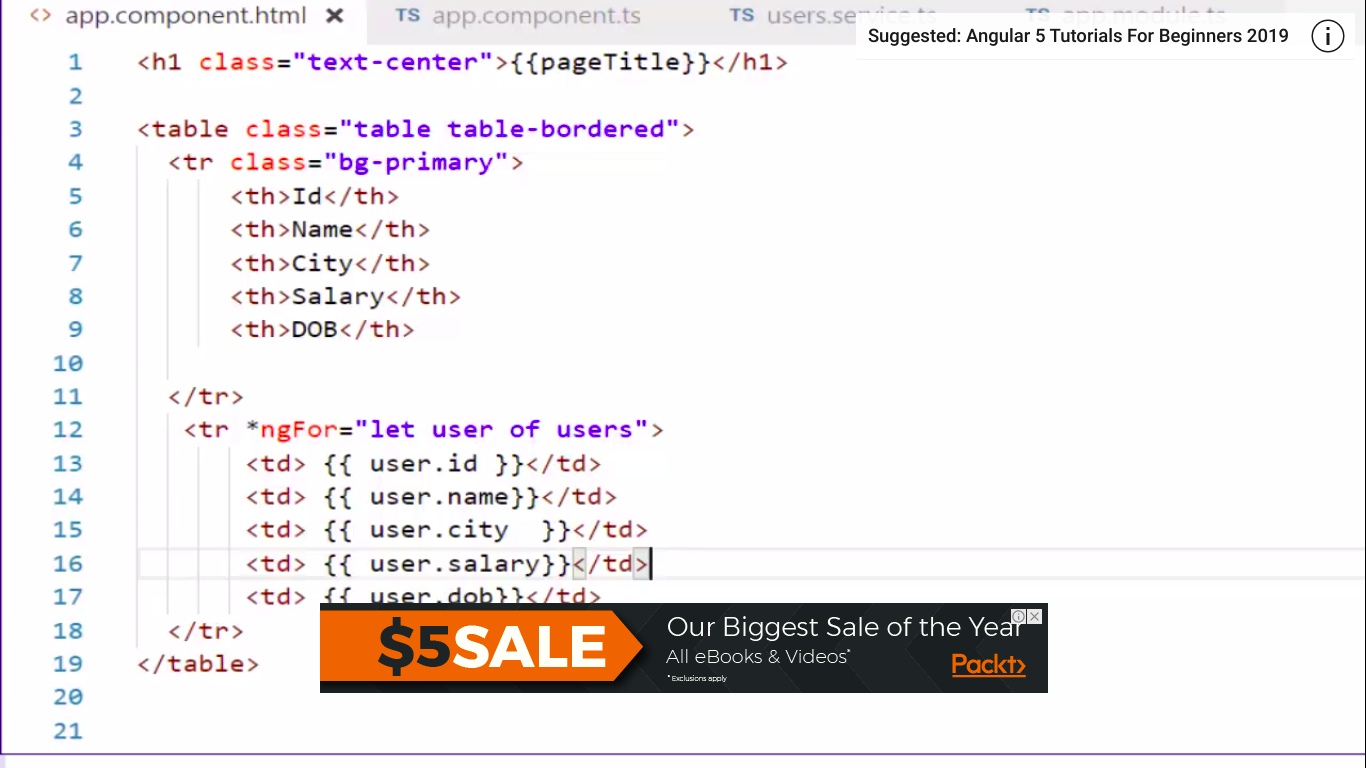 <> app.component.html × TS app.component.ts TS users.service.ts TS app.module.ts
Suggested: Angular 5 Tutorials For Beginners 2019
1 <h1 class="text-center">{{pageTitle}}</h1>
2
3 <table class="table table-bordered">
4 <tr class="bg-primary">
5 <th>Id</th>
6 <th>Name</th>
7 <th>City</th>
8 <th>Salary</th>
9 <th>DOB</th>
10
11 </tr>
12 <tr *ngFor="let user of users">
13 <td> {{ user.id }}</td>
14 <td> {{ user.name}}</td>
15 <td> {{ user.city  }}</td>
16 <td> {{ user.salary}}</td>
17 <td> {{ user.dob}}</td>
18 </tr>
19 </table>
20
21
$5SALE
Our Biggest Sale of the Year
All eBooks & Videos*
*Exclusions apply
Packt>